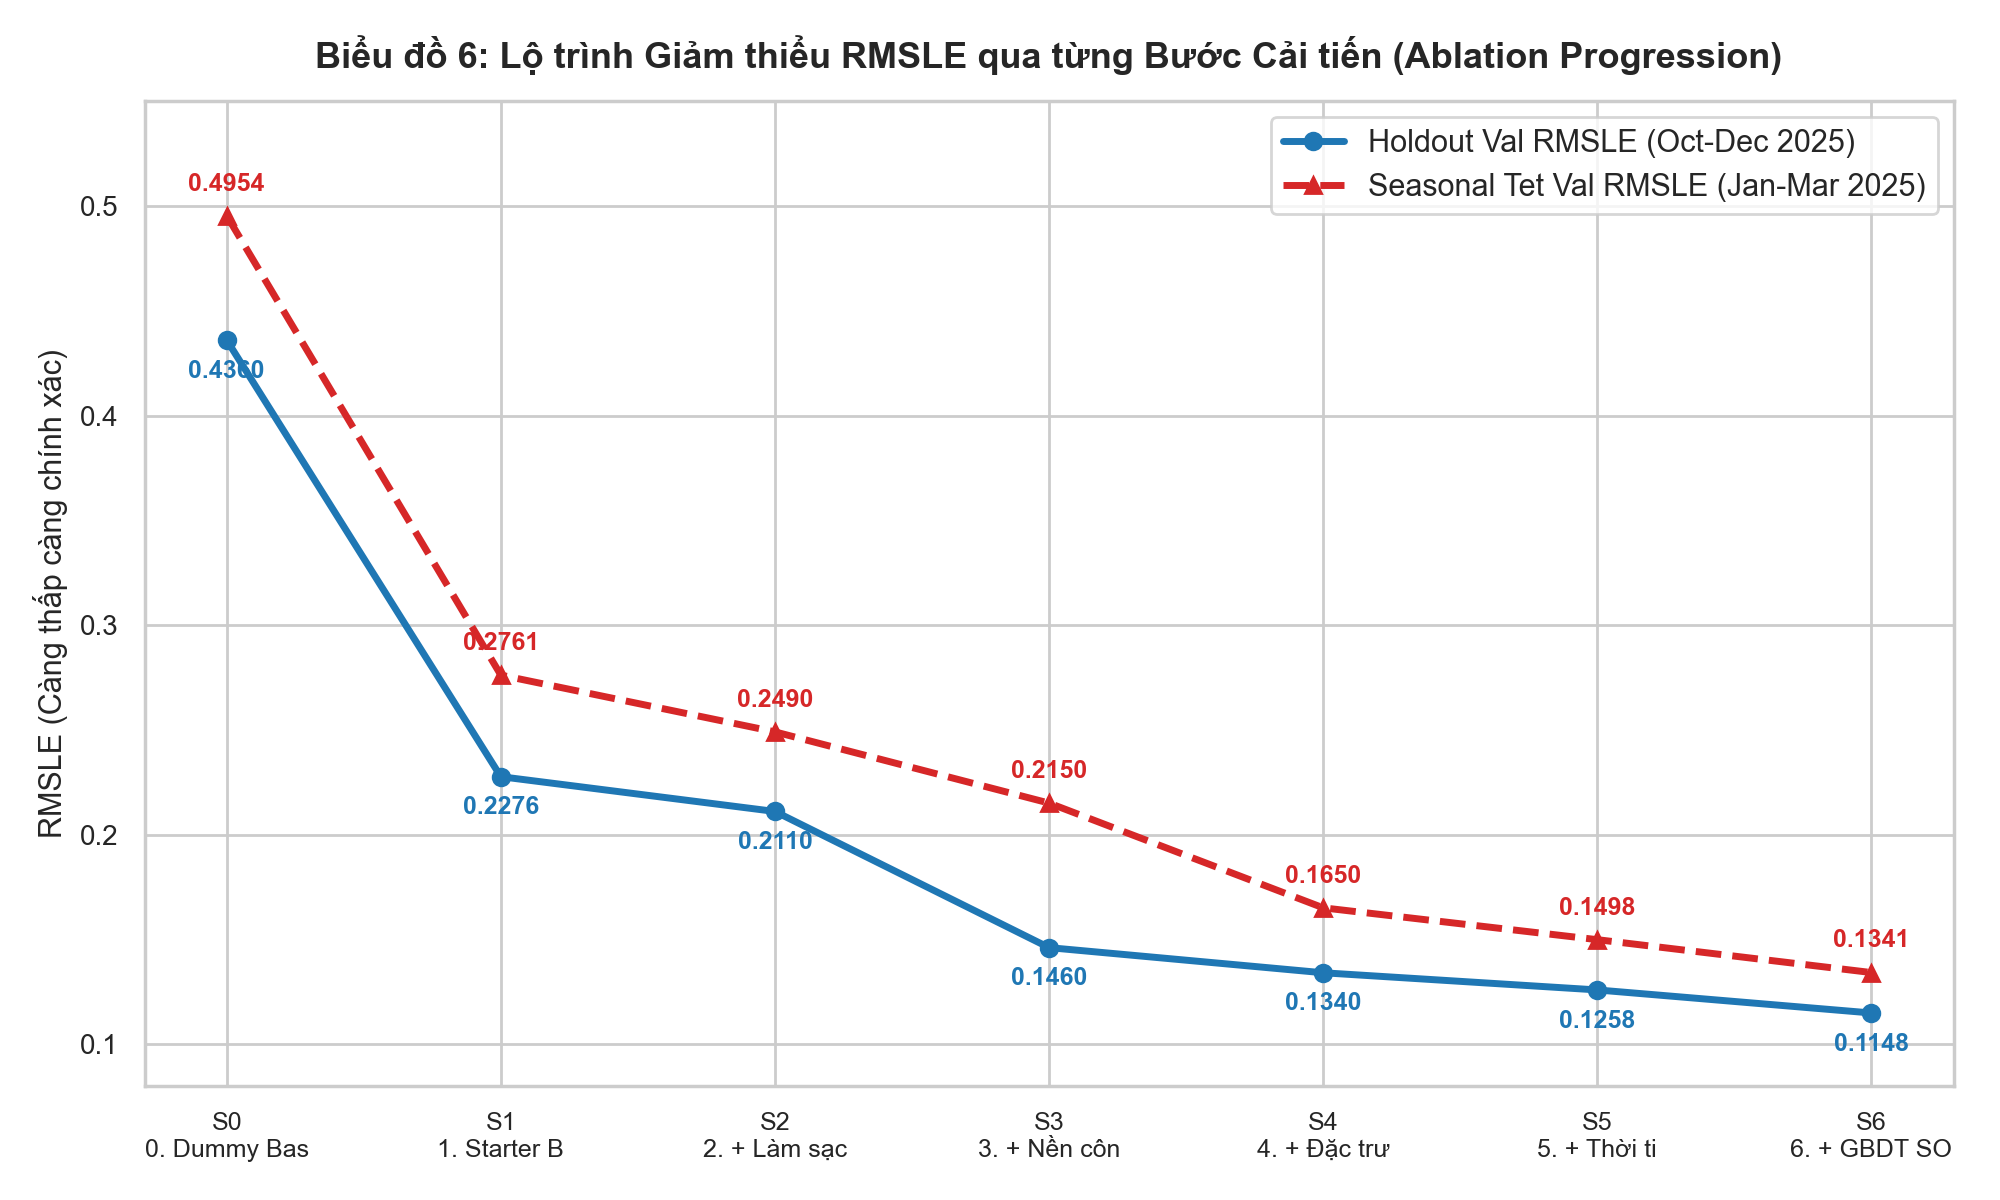 Biểu đồ 6: Lộ trình Giảm thiểu RMSLE qua từng Bước Cải tiến (Ablation Progression)
Holdout Val RMSLE (Oct-Dec 2025)
Seasonal Tet Val RMSLE (Jan-Mar 2025)
RMSLE (Càng thấp càng chính xác)
0.5
0.4
0.3
0.2
0.1
0.4954
0.4360
0.2761
0.2276
0.2490
0.2110
0.2150
0.1460
0.1650
0.1340
0.1498
0.1258
0.1341
0.1148
S0
0. Dummy Bas
S1
1. Starter B
S2
2. + Làm sạc
S3
3. + Nền côn
S4
4. + Đặc trư
S5
5. + Thời ti
S6
6. + GBDT SO